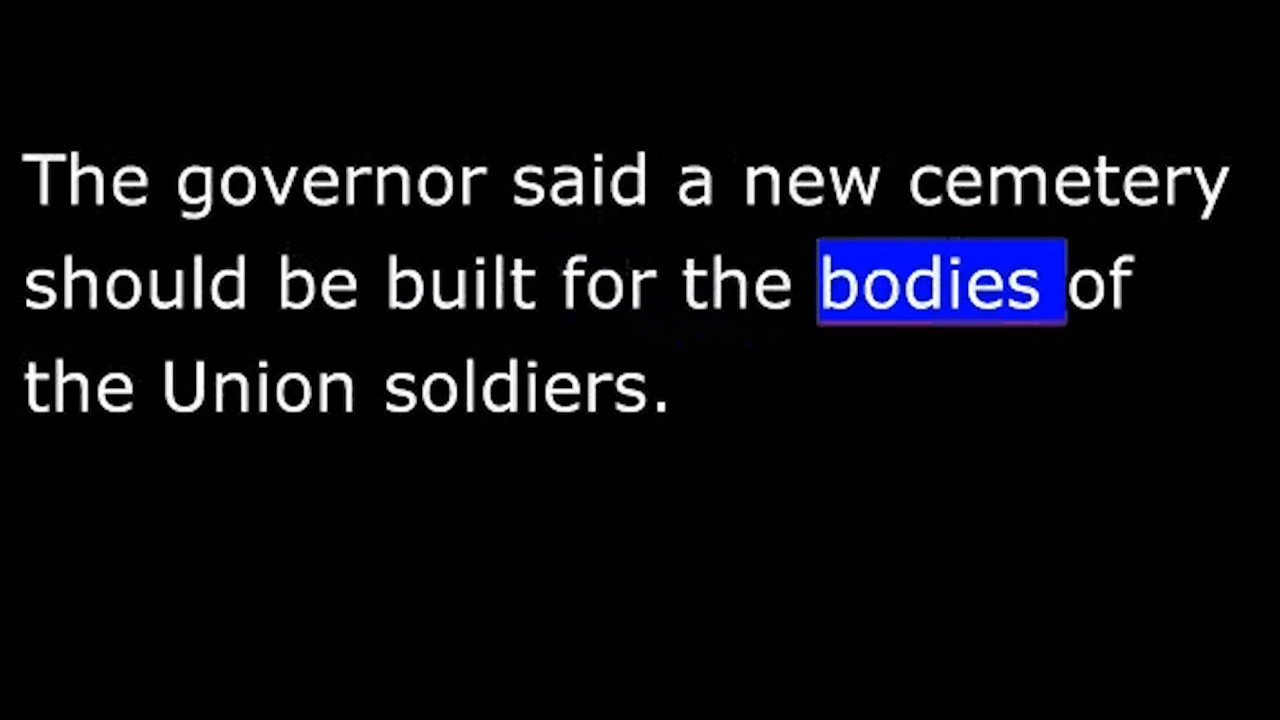 The governor said a new cemetery
should be built for the bodies of
the Union soldiers.